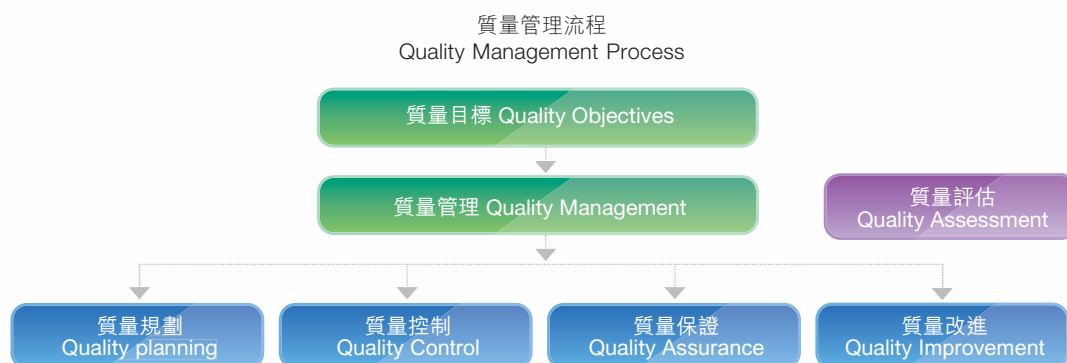 質量管理流程
Quality Management Process
質量目標 Quality Objectives
質量管理 Quality Management
質量評估
Quality Assessment
質量規劃
Quality planning
質量控制
Quality Control
質量保證
Quality Assurance
質量改進
Quality Improvement